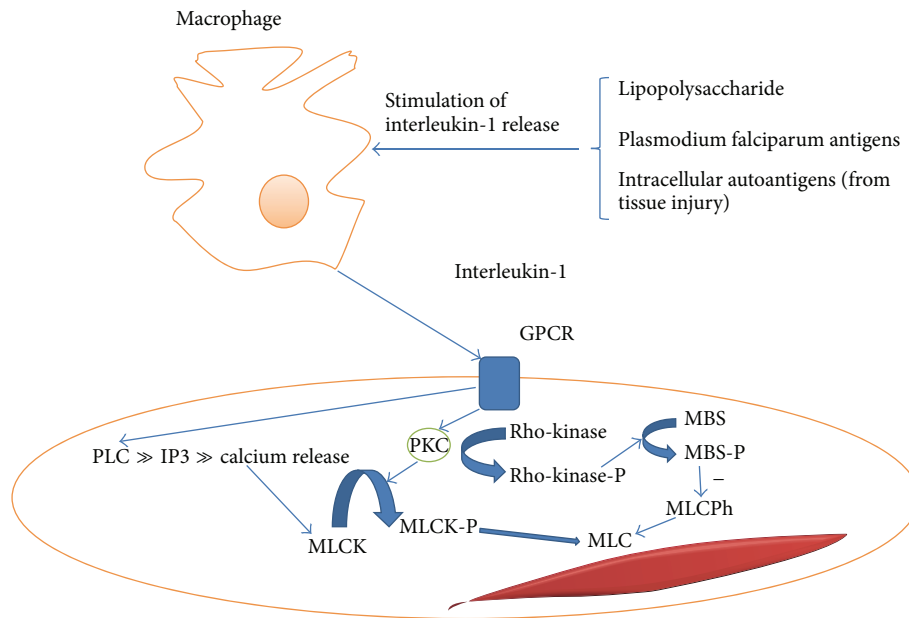 Macrophage
Stimulation of
interleukin-1 release
Lipopolysaccharide
Plasmodium falciparum antigens
Intracellular autoantigens (from
tissue injury)
Interleukin-1
GPCR
PLC ≫ IP3 ≫ calcium release
PKC
Rho-kinase
Rho-kinase-P
MBS
MBS-P
−
MLCPh
MLCK
MLCK-P
MLC